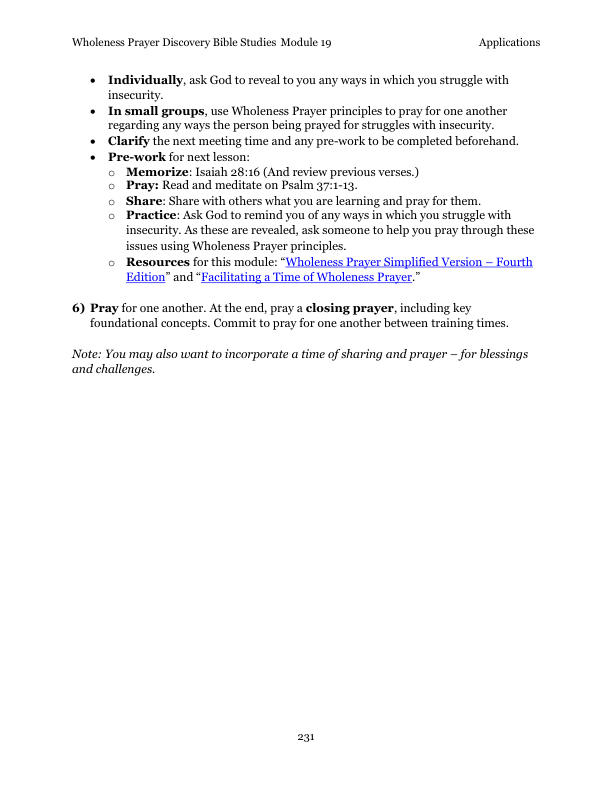 Wholeness Prayer Discovery Bible Studies Module 19 Applications
• Individually, ask God to reveal to you any ways in which you struggle with
insecurity.
• In small groups, use Wholeness Prayer principles to pray for one another
regarding any ways the person being prayed for struggles with insecurity.
• Clarify the next meeting time and any pre-work to be completed beforehand.
• Pre-work for next lesson:
o Memorize: Isaiah 28:16 (And review previous verses.)
o Pray: Read and meditate on Psalm 37:1-13.
o Share: Share with others what you are learning and pray for them.
o Practice: Ask God to remind you of any ways in which you struggle with
insecurity. As these are revealed, ask someone to help you pray through these
issues using Wholeness Prayer principles.
o Resources for this module: “Wholeness Prayer Simplified Version – Fourth
Edition” and “Facilitating a Time of Wholeness Prayer.”
6) Pray for one another. At the end, pray a closing prayer, including key
foundational concepts. Commit to pray for one another between training times.
Note: You may also want to incorporate a time of sharing and prayer – for blessings
and challenges.
231